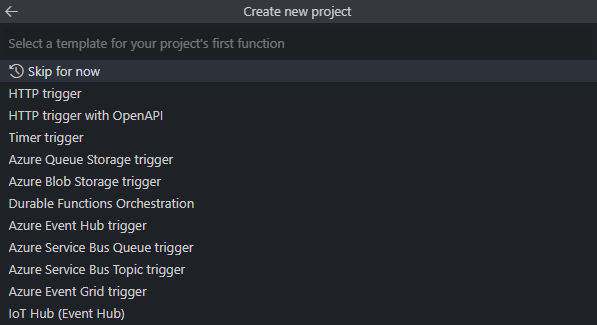 Create new project
Select a template for your project's first function
Skip for now
HTTP trigger
HTTP trigger with OpenAPI
Timer trigger
Azure Queue Storage trigger
Azure Blob Storage trigger
Durable Functions Orchestration
Azure Event Hub trigger
Azure Service Bus Queue trigger
Azure Service Bus Topic trigger
Azure Event Grid trigger
IoT Hub (Event Hub)